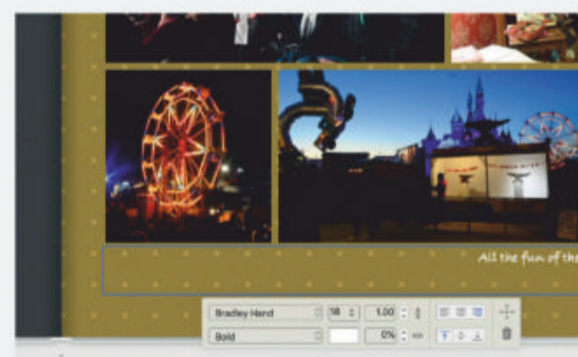 All the fun of the
Bradley Hand 18 1.00
Bold 0%